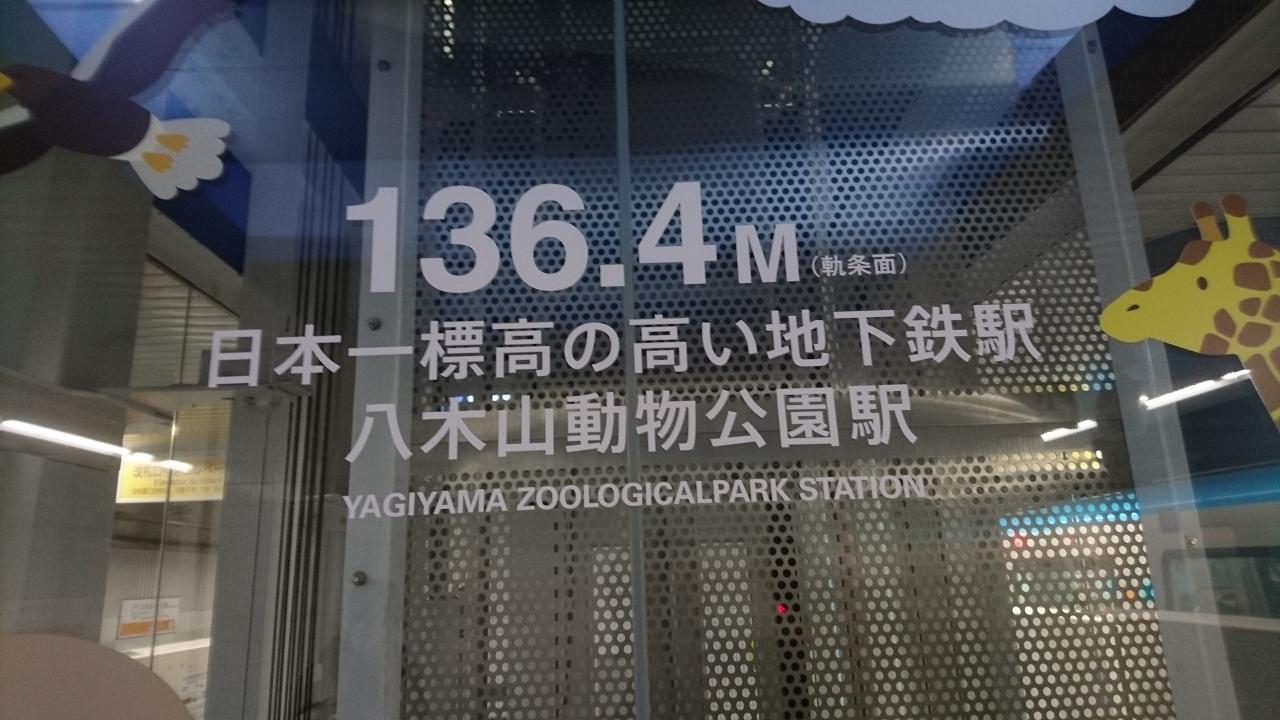 136.4M(軌条面)
日本一標高の高い地下鉄駅
八木山動物公園駅
YAGIYAMA ZOOLOGICALPARK STATION